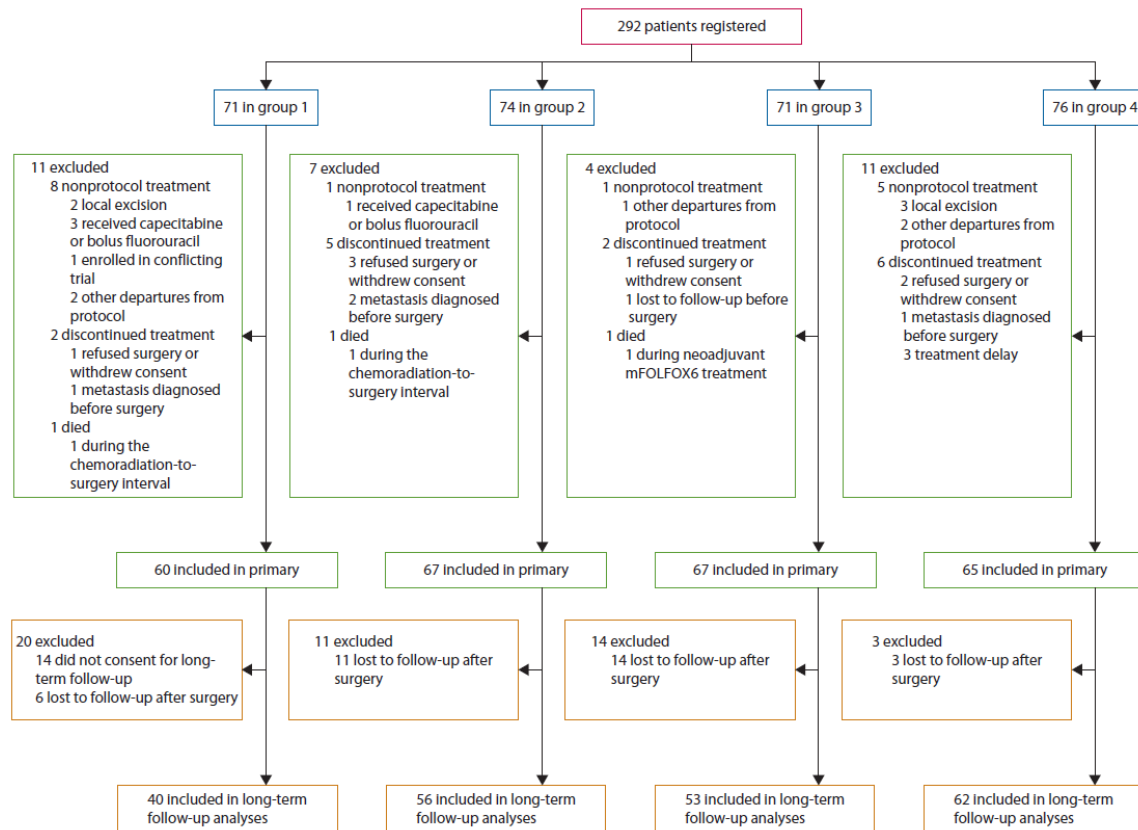 292 patients registered
71 in group 1
74 in group 2
71 in group 3
76 in group 4
11 excluded
8 nonprotocol treatment
2 local excision
3 received capecitabine
or bolus fluorouracil
1 enrolled in conflicting
trial
2 other departures from
protocol
2 discontinued treatment
1 refused surgery or
withdrew consent
1 metastasis diagnosed
before surgery
1 died
1 during the
chemoradiation-to-
surgery interval
7 excluded
1 nonprotocol treatment
1 received capecitabine
or bolus fluorouracil
5 discontinued treatment
3 refused surgery or
withdrew consent
2 metastasis diagnosed
before surgery
1 died
1 during the
chemoradiation-to-
surgery interval
4 excluded
1 nonprotocol treatment
1 other departures from
protocol
2 discontinued treatment
1 refused surgery or
withdrew consent
1 lost to follow-up before
surgery
1 died
1 during neoadjuvant
mFOLFOX6 treatment
11 excluded
5 nonprotocol treatment
3 local excision
2 other departures from
protocol
6 discontinued treatment
2 refused surgery or
withdrew consent
1 metastasis diagnosed
before surgery
3 treatment delay
60 included in primary
67 included in primary
67 included in primary
65 included in primary
20 excluded
14 did not consent for long-
term follow-up
6 lost to follow-up after surgery
11 excluded
11 lost to follow-up after
surgery
14 excluded
14 lost to follow-up after
surgery
3 excluded
3 lost to follow-up after
surgery
40 included in long-term
follow-up analyses
56 included in long-term
follow-up analyses
53 included in long-term
follow-up analyses
62 included in long-term
follow-up analyses